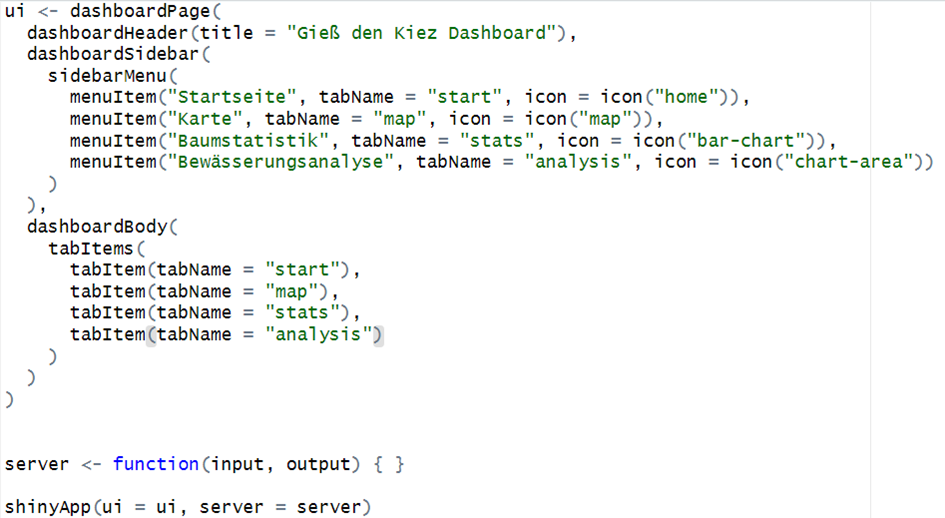 ui <- dashboardPage(
  dashboardHeader(title = "Gieß den Kiez Dashboard"),
  dashboardSidebar(
    sidebarMenu(
      menuItem("Startseite", tabName = "start", icon = icon("home")),
      menuItem("Karte", tabName = "map", icon = icon("map")),
      menuItem("Baumstatistik", tabName = "stats", icon = icon("bar-chart")),
      menuItem("Bewässerungsanalyse", tabName = "analysis", icon = icon("chart-area"))
    )
  ),
  dashboardBody(
    tabItems(
      tabItem(tabName = "start"),
      tabItem(tabName = "map"),
      tabItem(tabName = "stats"),
      tabItem(tabName = "analysis")
    )
  )
)
server <- function(input, output) { }
shinyApp(ui = ui, server = server)